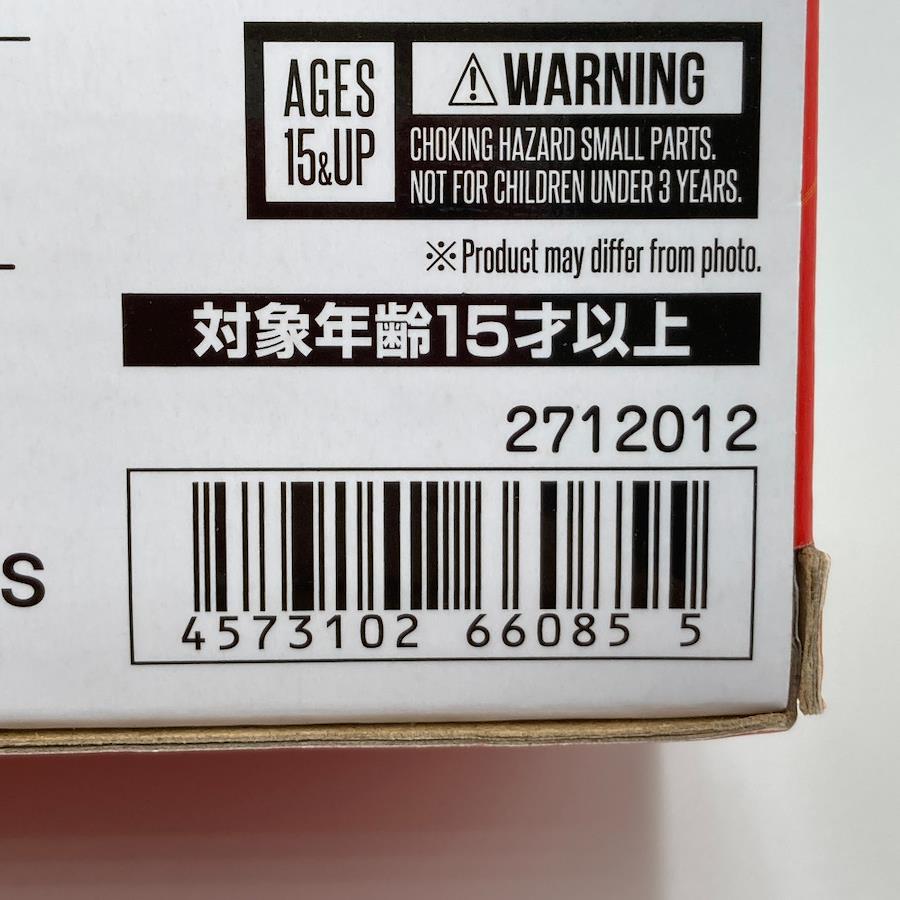 AGES
15&UP
⚠WARNING
CHOKING HAZARD SMALL PARTS.
NOT FOR CHILDREN UNDER 3 YEARS.
※Product may differ from photo.
対象年齢15才以上
2712012
S
4573102 66085 5